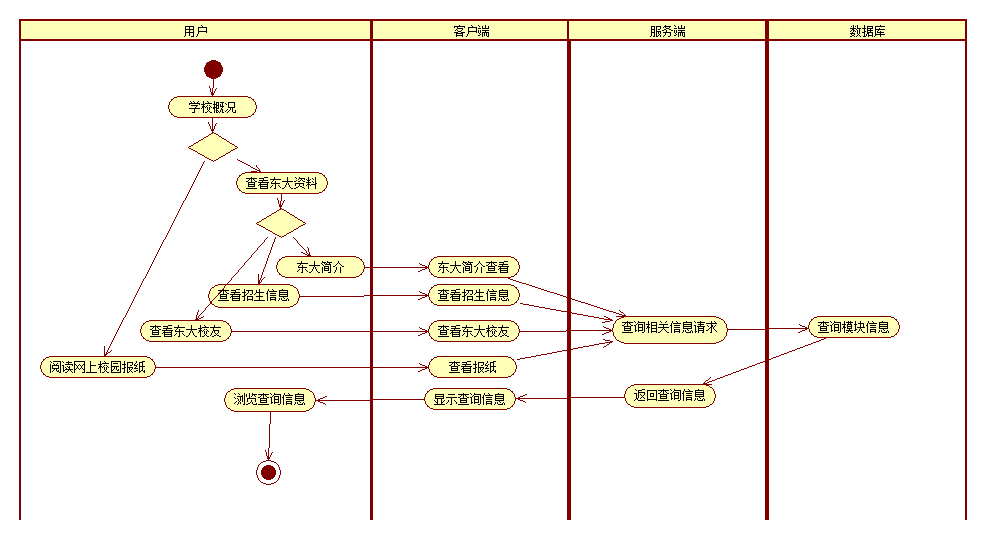 用户
客户端
服务端
数据库
学校概况
查看东大资料
东大简介
东大简介查看
查看招生信息
查看招生信息
查看东大校友
查看东大校友
查询相关信息请求
查询模块信息
阅读网上校园报纸
查看报纸
浏览查询信息
显示查询信息
返回查询信息